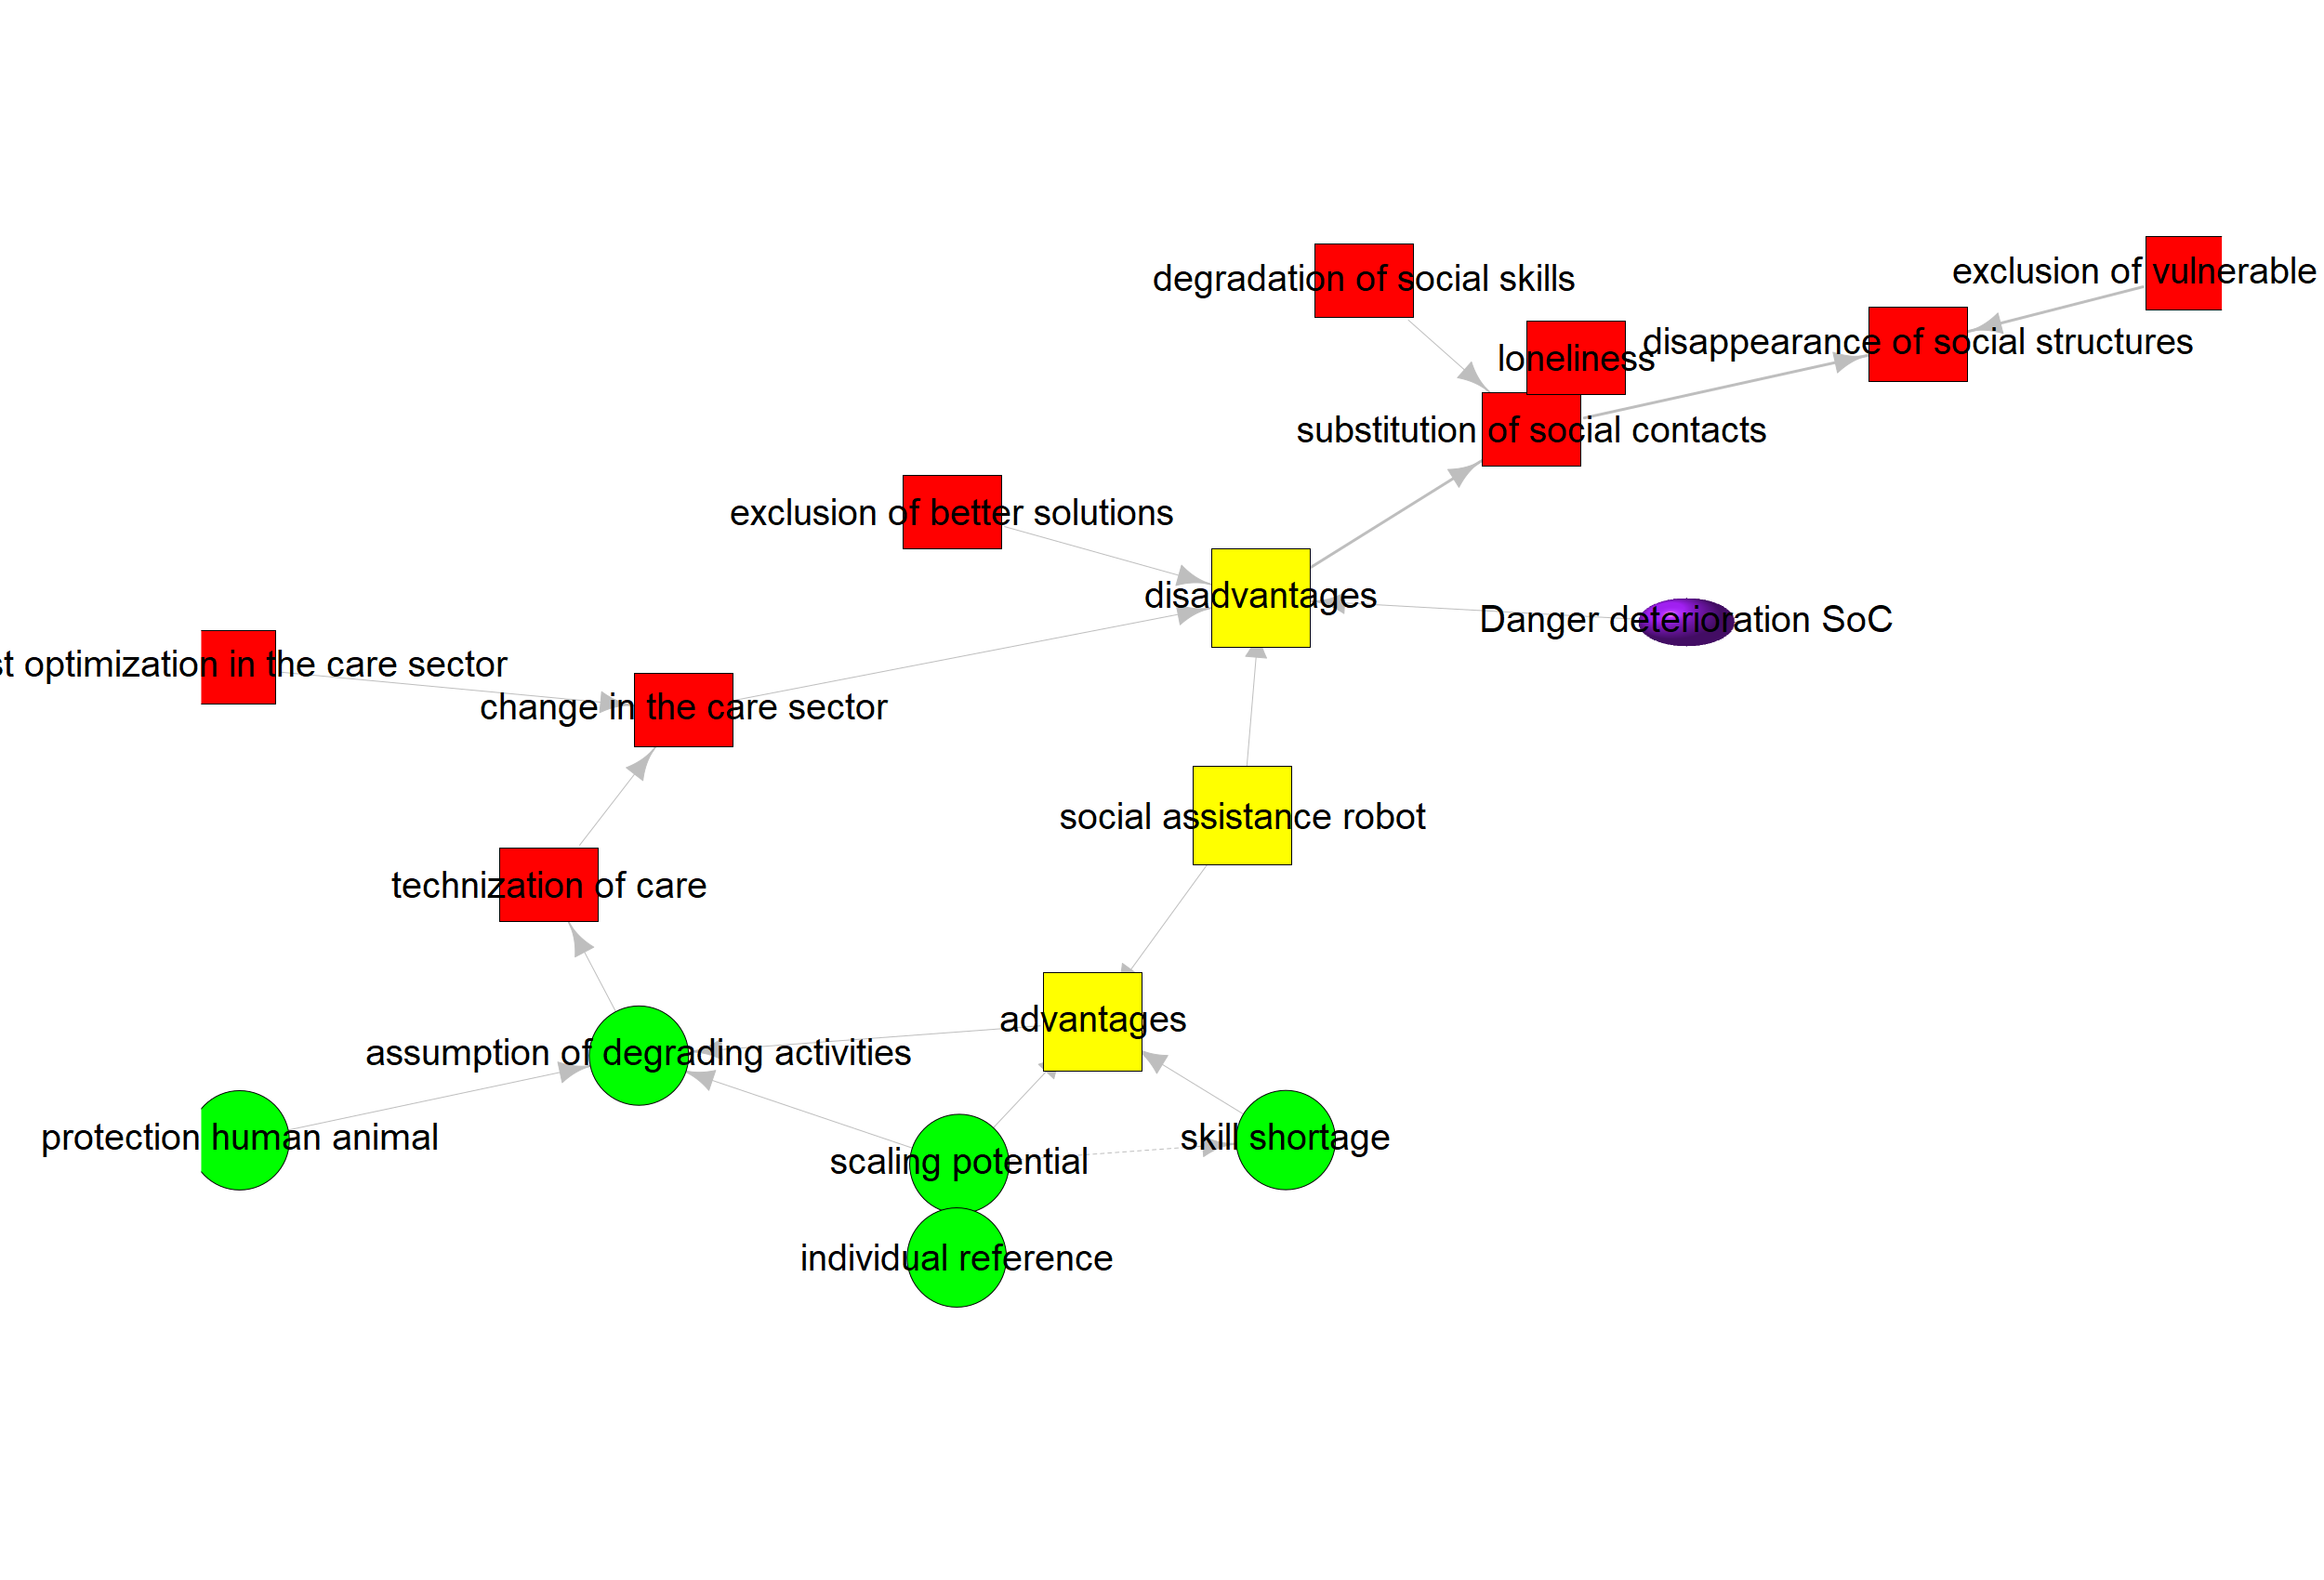 exclusion of vulnerable
degradation of social skills
disappearance of social structures
loneliness
substitution of social contacts
exclusion of better solutions
disadvantages
Danger deterioration SoC
optimization in the care sector
change in the care sector
social assistance robot
technization of care
advantages
assumption of degrading activities
protection human animal
skill shortage
scaling potential
individual reference